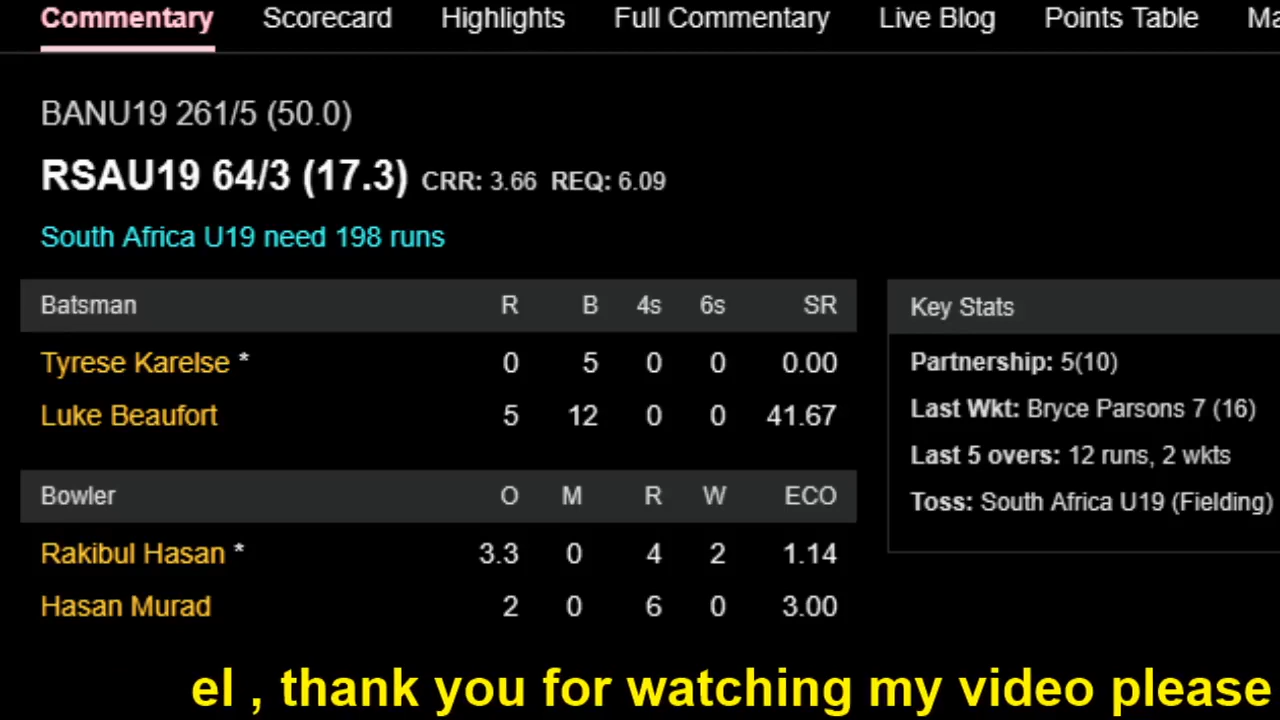 Commentary Scorecard Highlights Full Commentary Live Blog Points Table
BANU19 261/5 (50.0)
RSAU19 64/3 (17.3) CRR: 3.66 REQ: 6.09
South Africa U19 need 198 runs
Batsman R B 4s 6s SR
Tyrese Karelse * 0 5 0 0 0.00
Luke Beaufort 5 12 0 0 41.67
Bowler O M R W ECO
Rakibul Hasan * 3.3 0 4 2 1.14
Hasan Murad 2 0 6 0 3.00
Key Stats
Partnership: 5(10)
Last Wkt: Bryce Parsons 7 (16)
Last 5 overs: 12 runs, 2 wkts
Toss: South Africa U19 (Fielding)
el , thank you for watching my video please